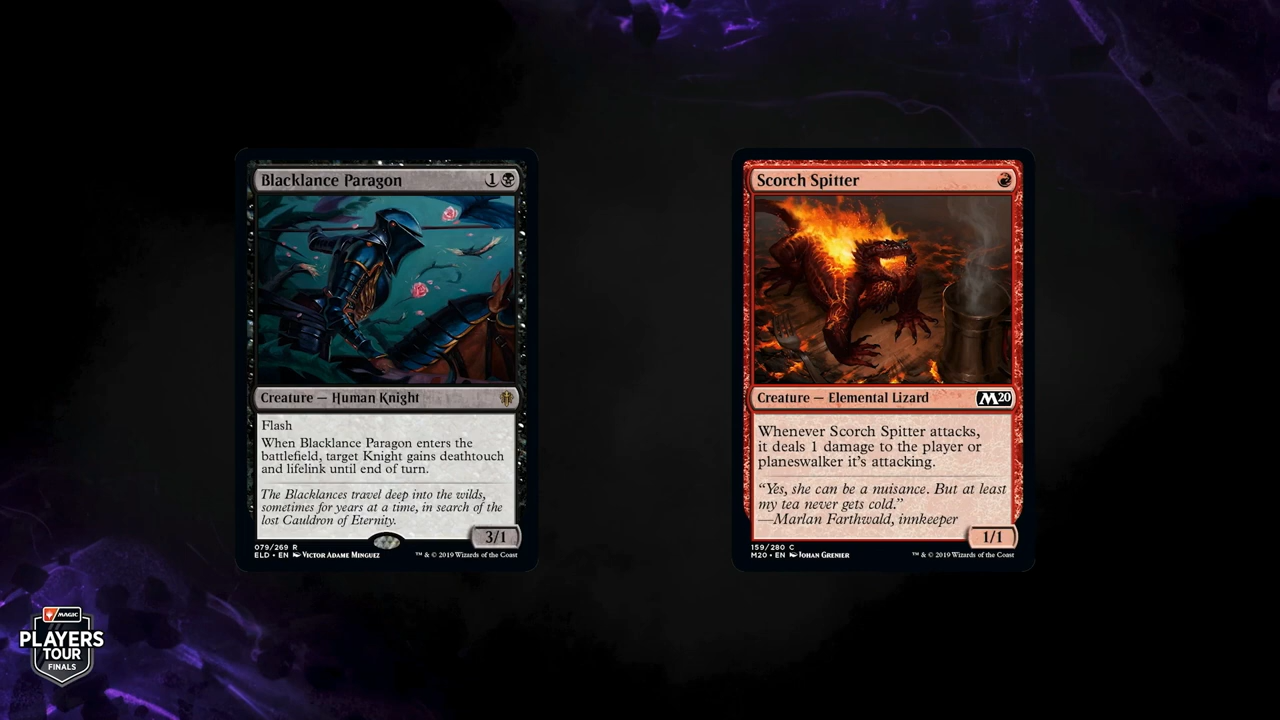 Blacklance Paragon 1
Creature — Human Knight
Flash
When Blacklance Paragon enters the
battlefield, target Knight gains deathtouch
and lifelink until end of turn.
The Blacklances travel deep into the wilds,
sometimes for years at a time, in search of the
lost Cauldron of Eternity.
3/1
079/269 R
ELD • EN Victor Adame Minguez ™ & © 2019 Wizards of the Coast
Scorch Spitter
Creature — Elemental Lizard M20
Whenever Scorch Spitter attacks,
it deals 1 damage to the player or
planeswalker it's attacking.
“Yes, she can be a nuisance. But at least
my tea never gets cold.”
—Marlan Farthwald, innkeeper
1/1
159/280 C
M20 • EN Johan Grenier ™ & © 2019 Wizards of the Coast
MAGIC
PLAYERS
TOUR
FINALS